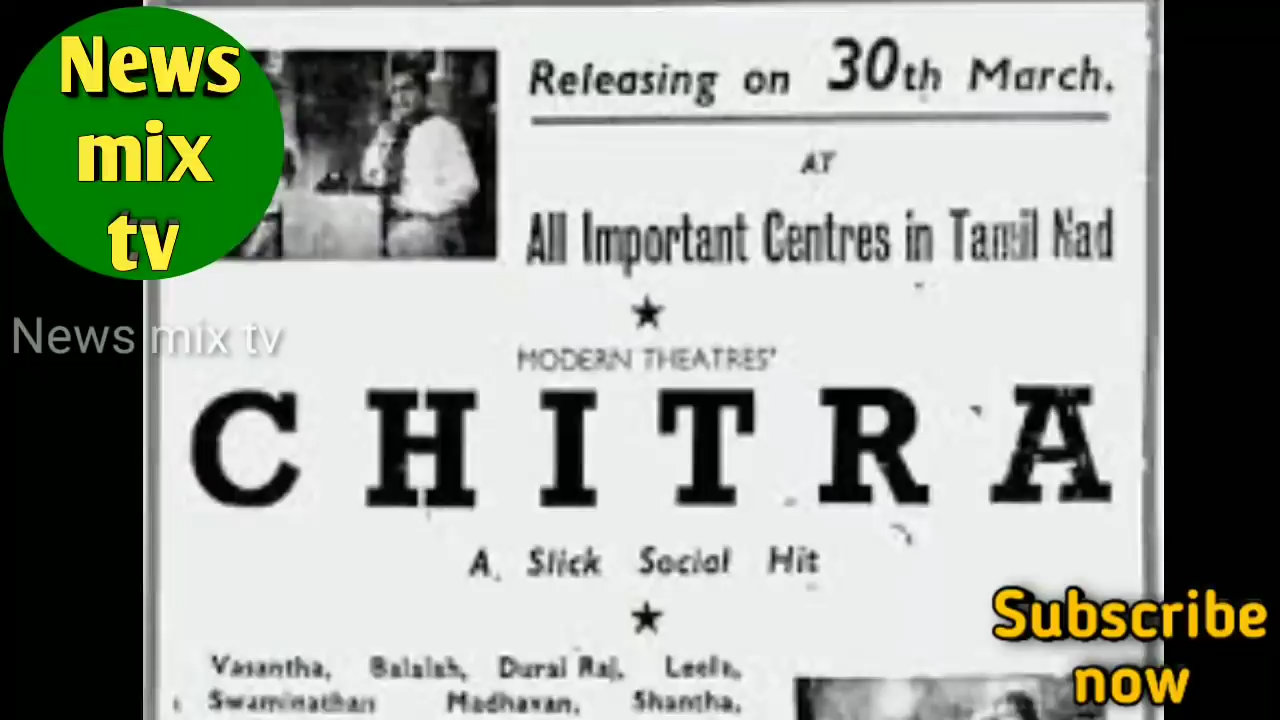 News
mix
tv
Releasing on 30th March.
AT
All Important Centres in Tamil Nad
News mix tv
MODERN THEATRES'
CHITRA
A Slick Social Hit
Subscribe
now
Vasantha, Balaiah, Durai Raj, Leela,
Swaminathan Madhavan, Shantha,